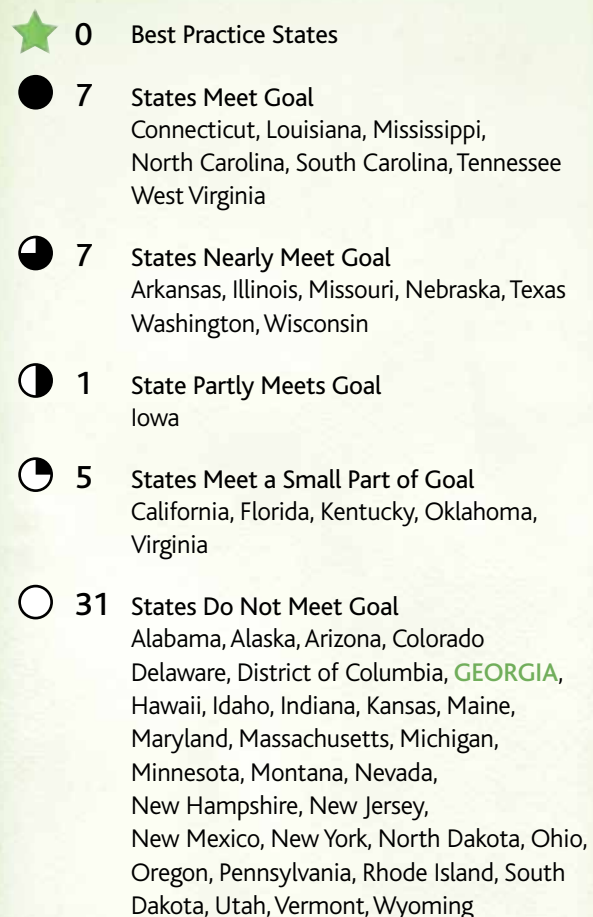 0 Best Practice States
7 States Meet Goal
Connecticut, Louisiana, Mississippi,
North Carolina, South Carolina, Tennessee
West Virginia
7 States Nearly Meet Goal
Arkansas, Illinois, Missouri, Nebraska, Texas
Washington, Wisconsin
1 State Partly Meets Goal
Iowa
5 States Meet a Small Part of Goal
California, Florida, Kentucky, Oklahoma,
Virginia
31 States Do Not Meet Goal
Alabama, Alaska, Arizona, Colorado
Delaware, District of Columbia, GEORGIA,
Hawaii, Idaho, Indiana, Kansas, Maine,
Maryland, Massachusetts, Michigan,
Minnesota, Montana, Nevada,
New Hampshire, New Jersey,
New Mexico, New York, North Dakota, Ohio,
Oregon, Pennsylvania, Rhode Island, South
Dakota, Utah, Vermont, Wyoming